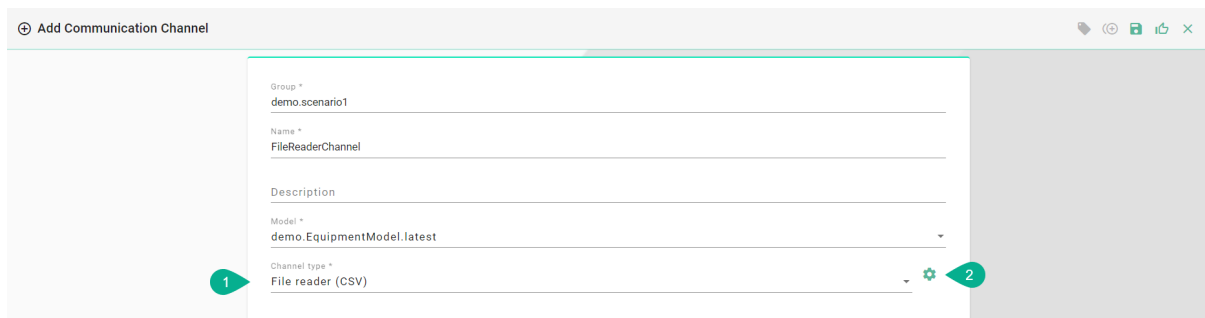 Add Communication Channel
Group *
demo.scenario1
Name *
FileReaderChannel
Description
Model *
demo.EquipmentModel.latest
Channel type *
1
File reader (CSV)
2